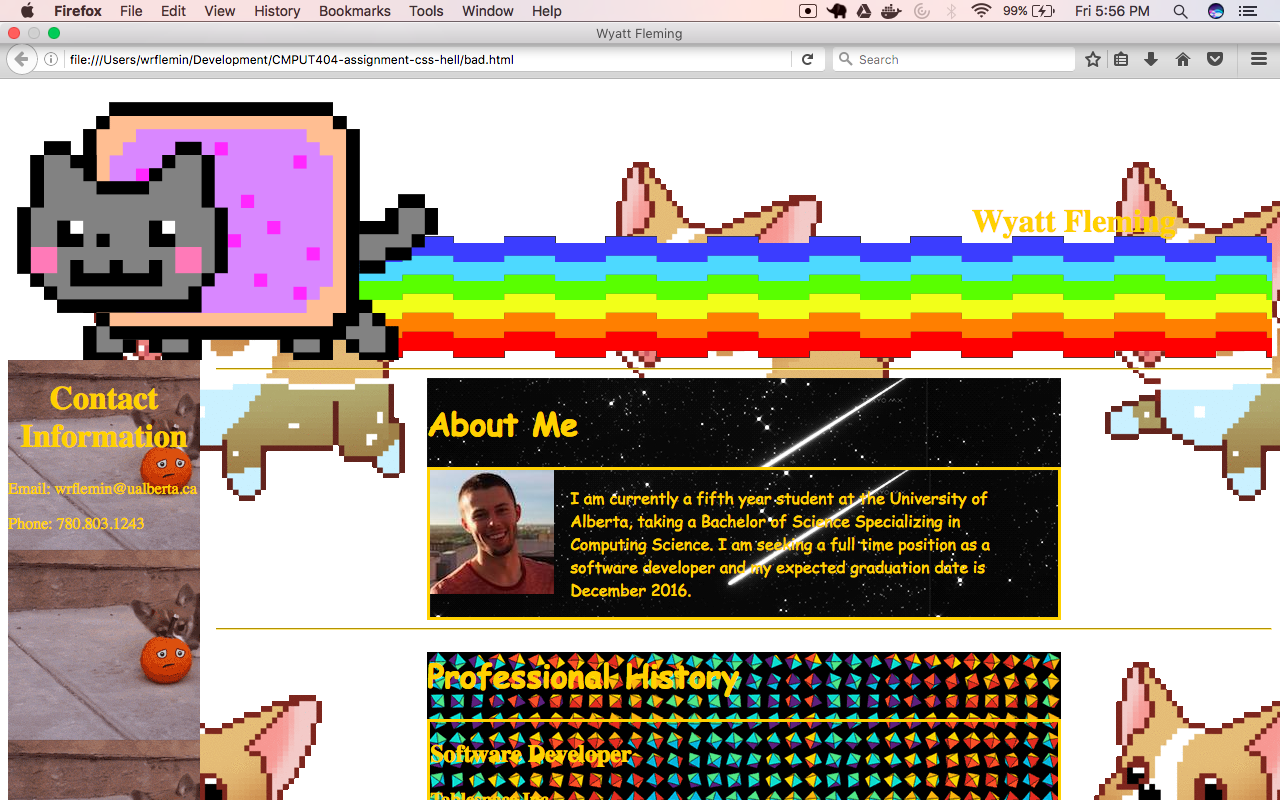 Firefox File Edit View History Bookmarks Tools Window Help 99% Fri 5:56 PM
Wyatt Fleming
file:///Users/wrflemin/Development/CMPUT404-assignment-css-hell/bad.html Search
Wyatt Fleming
Contact
Information
Email: wrflemin@ualberta.ca
Phone: 780.803.1243
About Me
I am currently a fifth year student at the University of
Alberta, taking a Bachelor of Science Specializing in
Computing Science. I am seeking a full time position as a
software developer and my expected graduation date is
December 2016.
Professional History
Software Developer